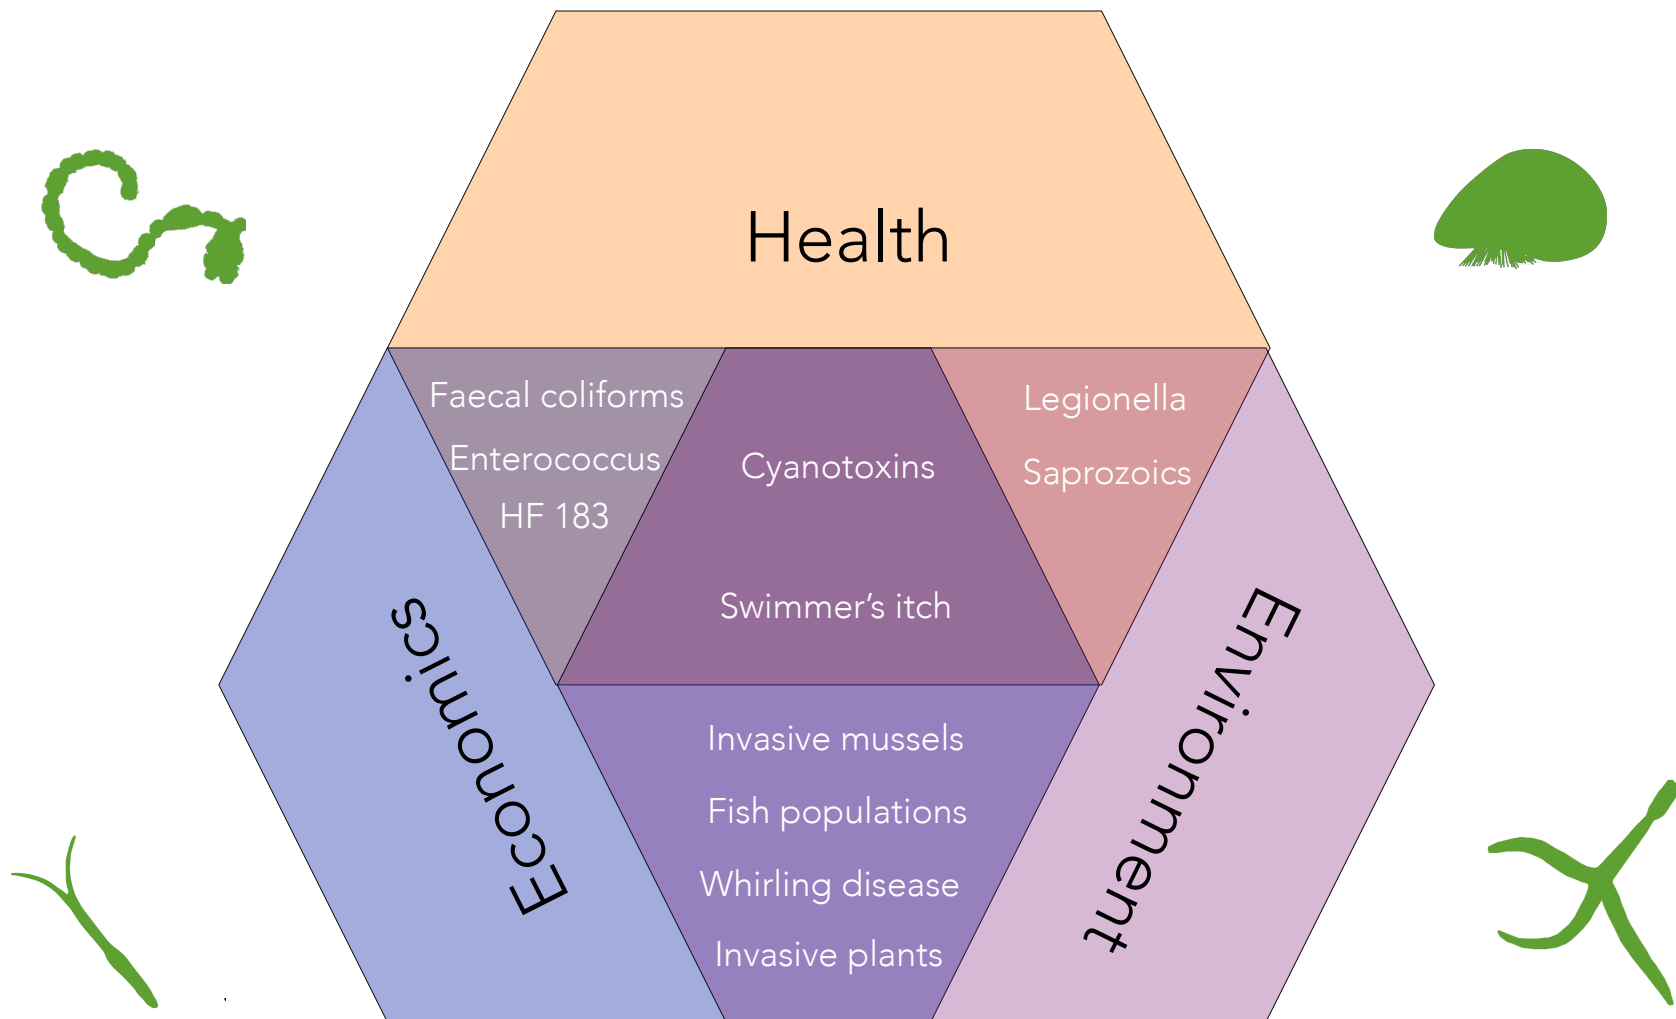 Health
Faecal coliforms
Enterococcus
HF 183
Cyanotoxins
Swimmer’s itch
Legionella
Saprozoics
Economics
Environment
Invasive mussels
Fish populations
Whirling disease
Invasive plants